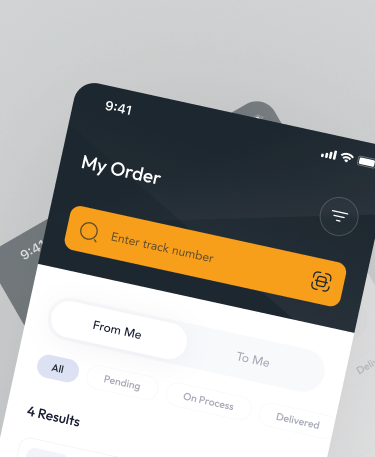 9:41
My Order
Enter track number
From Me
To Me
All
Pending
On Process
Delivered
4 Results
9:41
Deliv